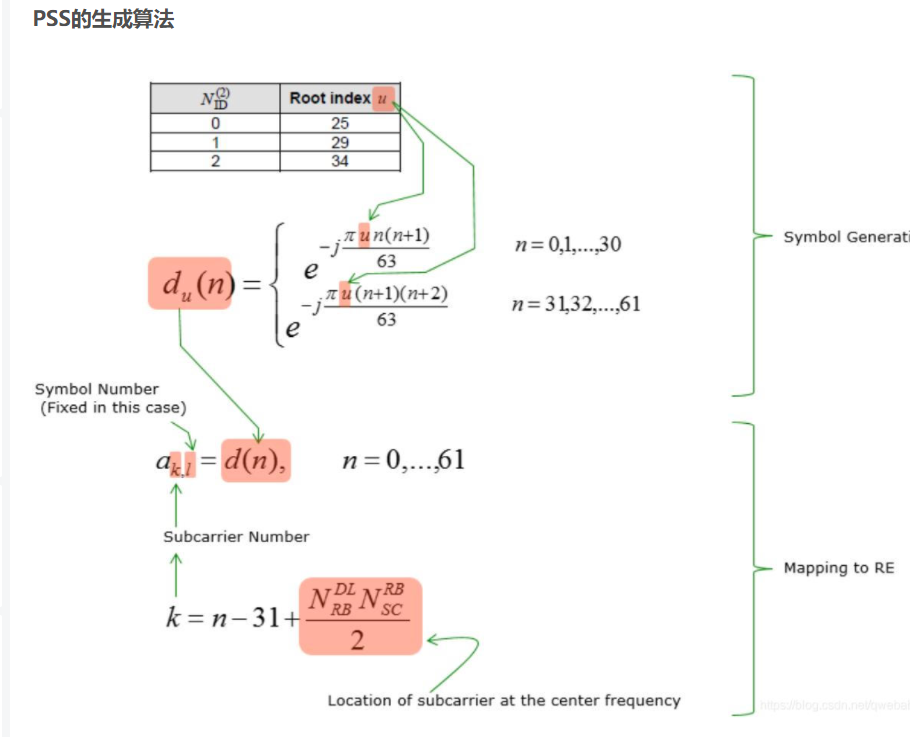 PSS的生成算法
N_ID^(2) Root index u
0 25
1 29
2 34
d_u(n) = { e^{-j πun(n+1)/63} n = 0,1,...,30
e^{-j πu(n+1)(n+2)/63} n = 31,32,...,61
Symbol Generati
Symbol Number
(Fixed in this case)
a_{k,l} = d(n), n = 0,...,61
Subcarrier Number
Mapping to RE
k = n - 31 + N_RB^DL N_SC^RB / 2
Location of subcarrier at the center frequency